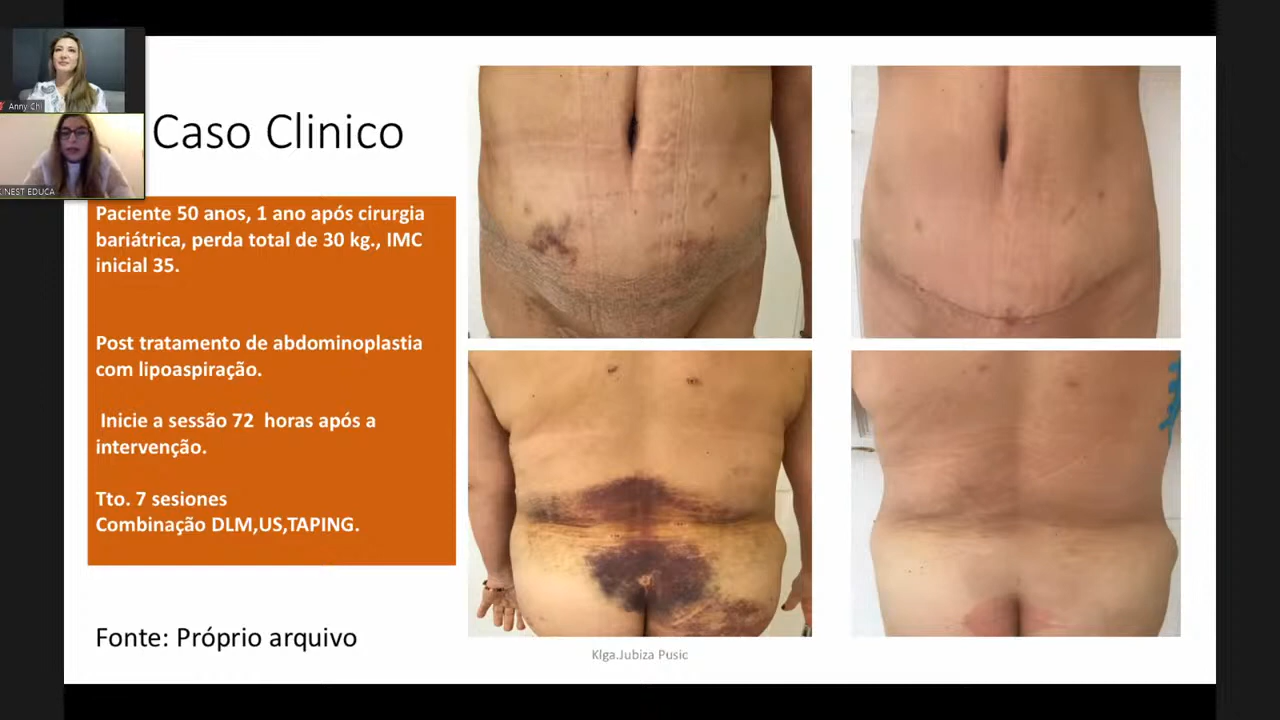 Anny Chi
NEST EDUCA
Caso Clinico
Paciente 50 anos, 1 ano após cirurgia
bariátrica, perda total de 30 kg., IMC
inicial 35.
Post tratamento de abdominoplastia
com lipoaspiração.
Inicie a sessão 72 horas após a
intervenção.
Tto. 7 sesiones
Combinação DLM,US,TAPING.
Fonte: Próprio arquivo
Klga.Jubiza Pusic